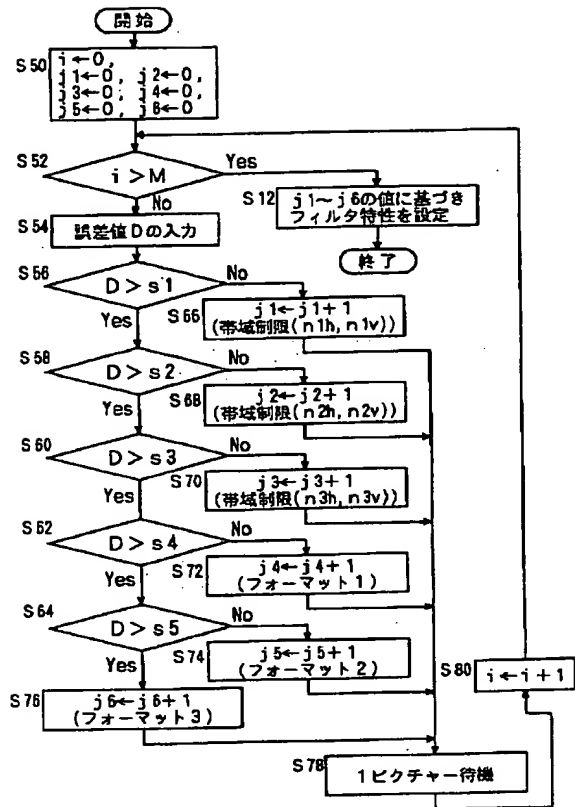 開始
S50
i←0,
j1←0, j2←0,
j3←0, j4←0,
j5←0, j6←0
S52
i>M
Yes
No
S12
j1~j6の値に基づき
フィルタ特性を設定
終了
S54
誤差値Dの入力
S56
D>s1
No
Yes
S66
j1←j1+1
(帯域制限(n1h,n1v))
S58
D>s2
No
Yes
S68
j2←j2+1
(帯域制限(n2h,n2v))
S60
D>s3
No
Yes
S70
j3←j3+1
(帯域制限(n3h,n3v))
S62
D>s4
No
Yes
S72
j4←j4+1
(フォーマット1)
S64
D>s5
No
Yes
S74
j5←j5+1
(フォーマット2)
S80
i←i+1
S76
j6←j6+1
(フォーマット3)
S78
1ピクチャー待機